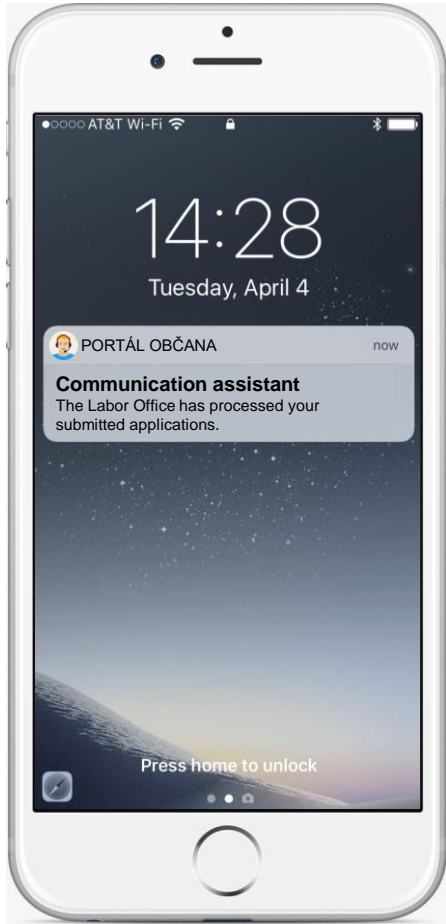 AT&T Wi-Fi
14:28
Tuesday, April 4
PORTÁL OBČANA now
Communication assistant
The Labor Office has processed your
submitted applications.
Press home to unlock